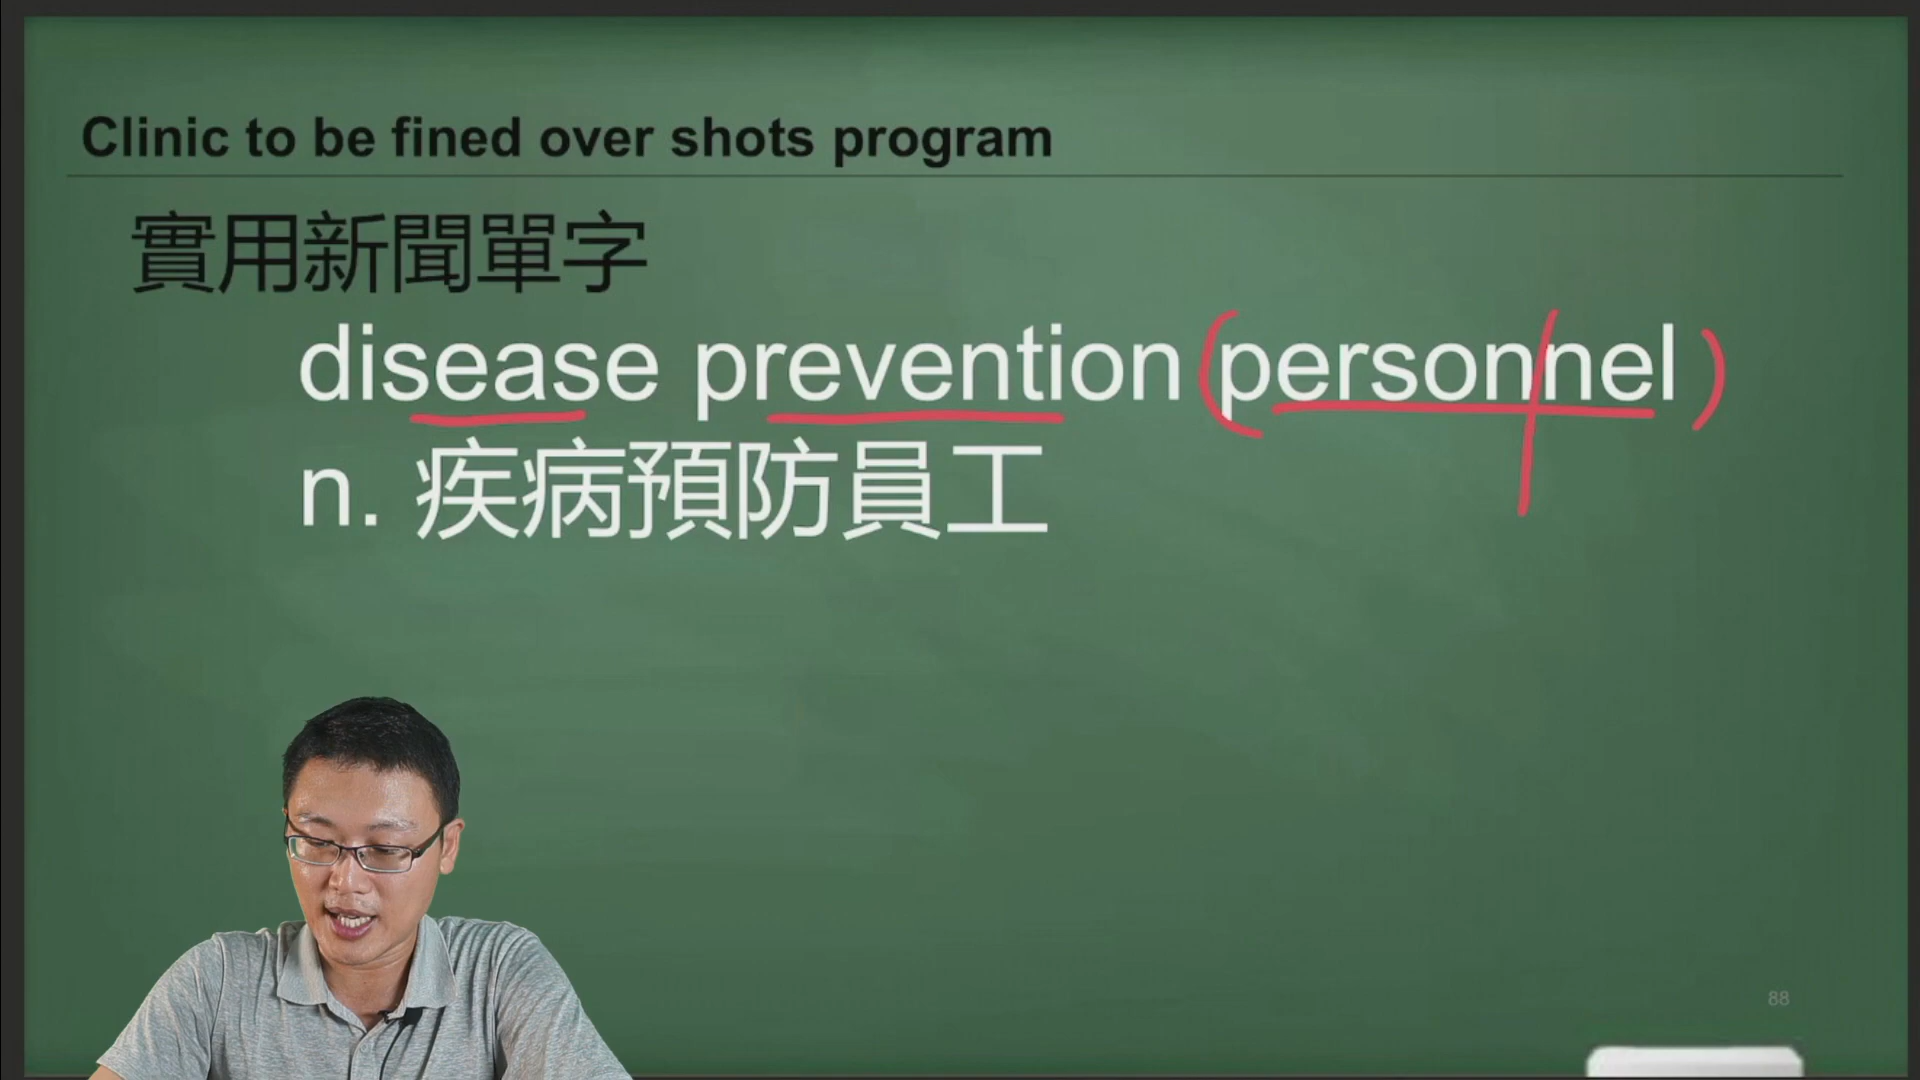 Clinic to be fined over shots program
實用新聞單字
disease prevention (personnel)
n. 疾病預防員工
88